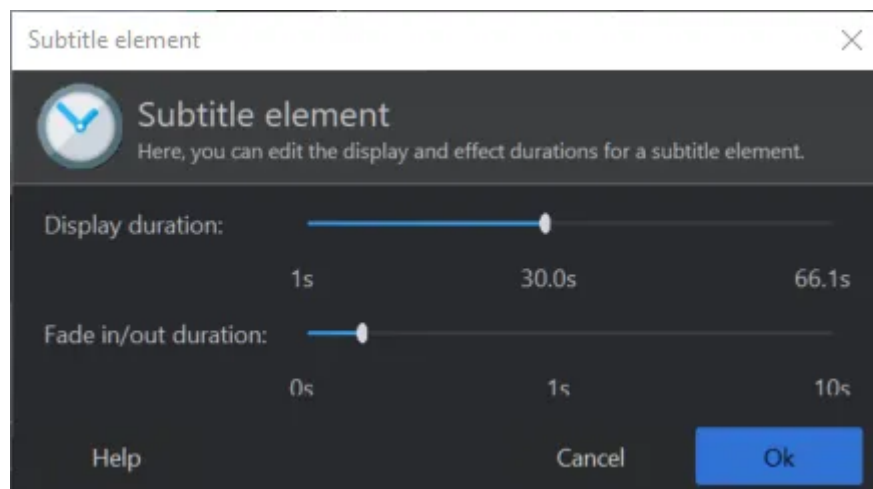 Subtitle element
Subtitle element
Here, you can edit the display and effect durations for a subtitle element.
Display duration:
1s 30.0s 66.1s
Fade in/out duration:
0s 1s 10s
Help Cancel Ok